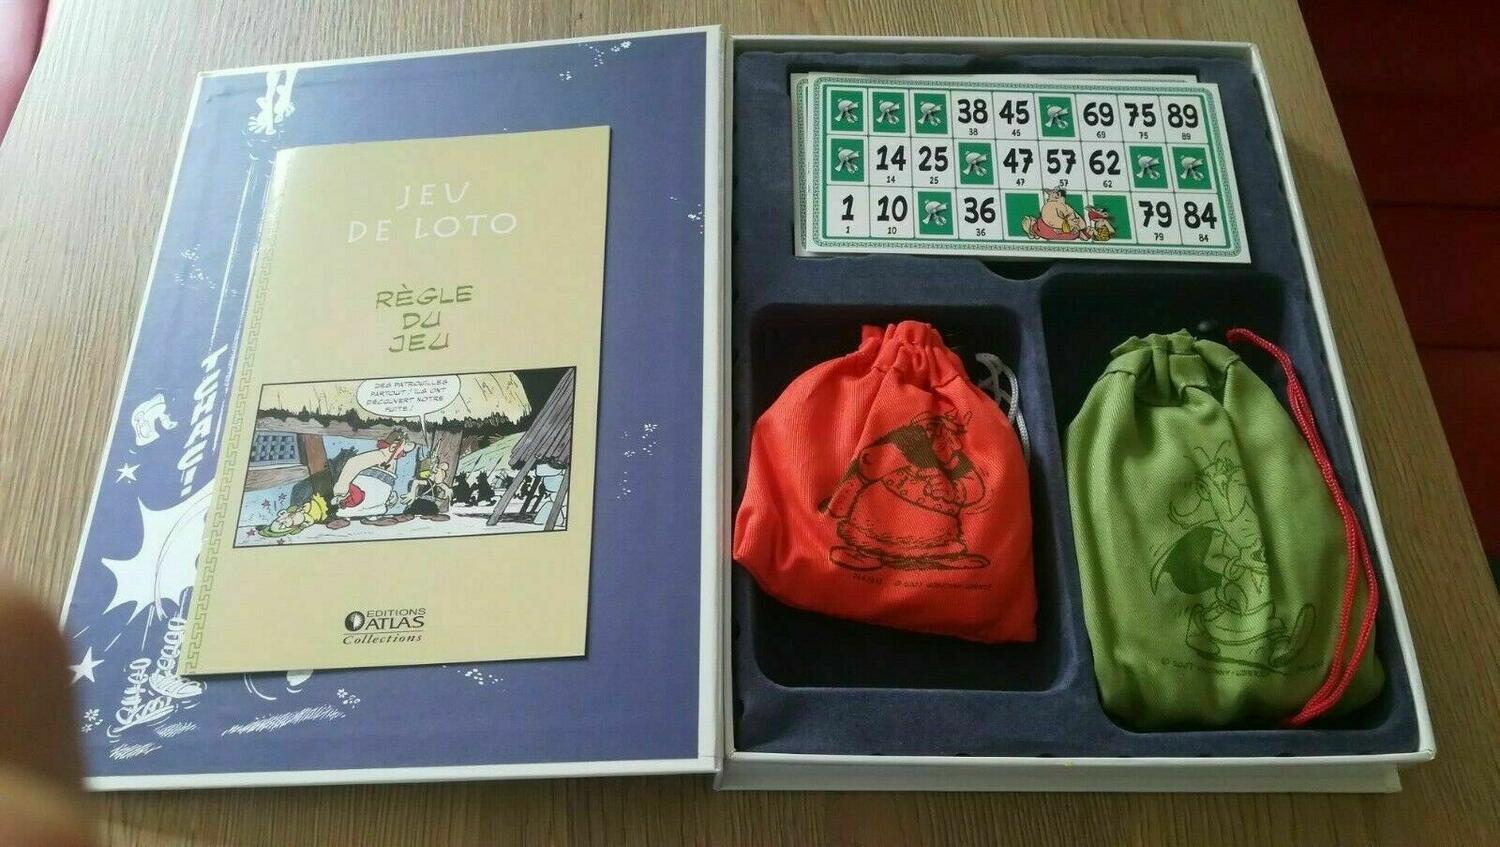 JEU
DE LOTO
RÈGLE
DU
JEU
DES PATROUILLES
PARTOUT ! ILS ONT
DÉCOUVERT NOTRE
FUITE !
EDITIONS
ATLAS
Collections
38 45 69 75 89
38 45 69 75 89
14 25 47 57 62
14 25 47 57 62
1 10 36 79 84
1 10 36 79 84